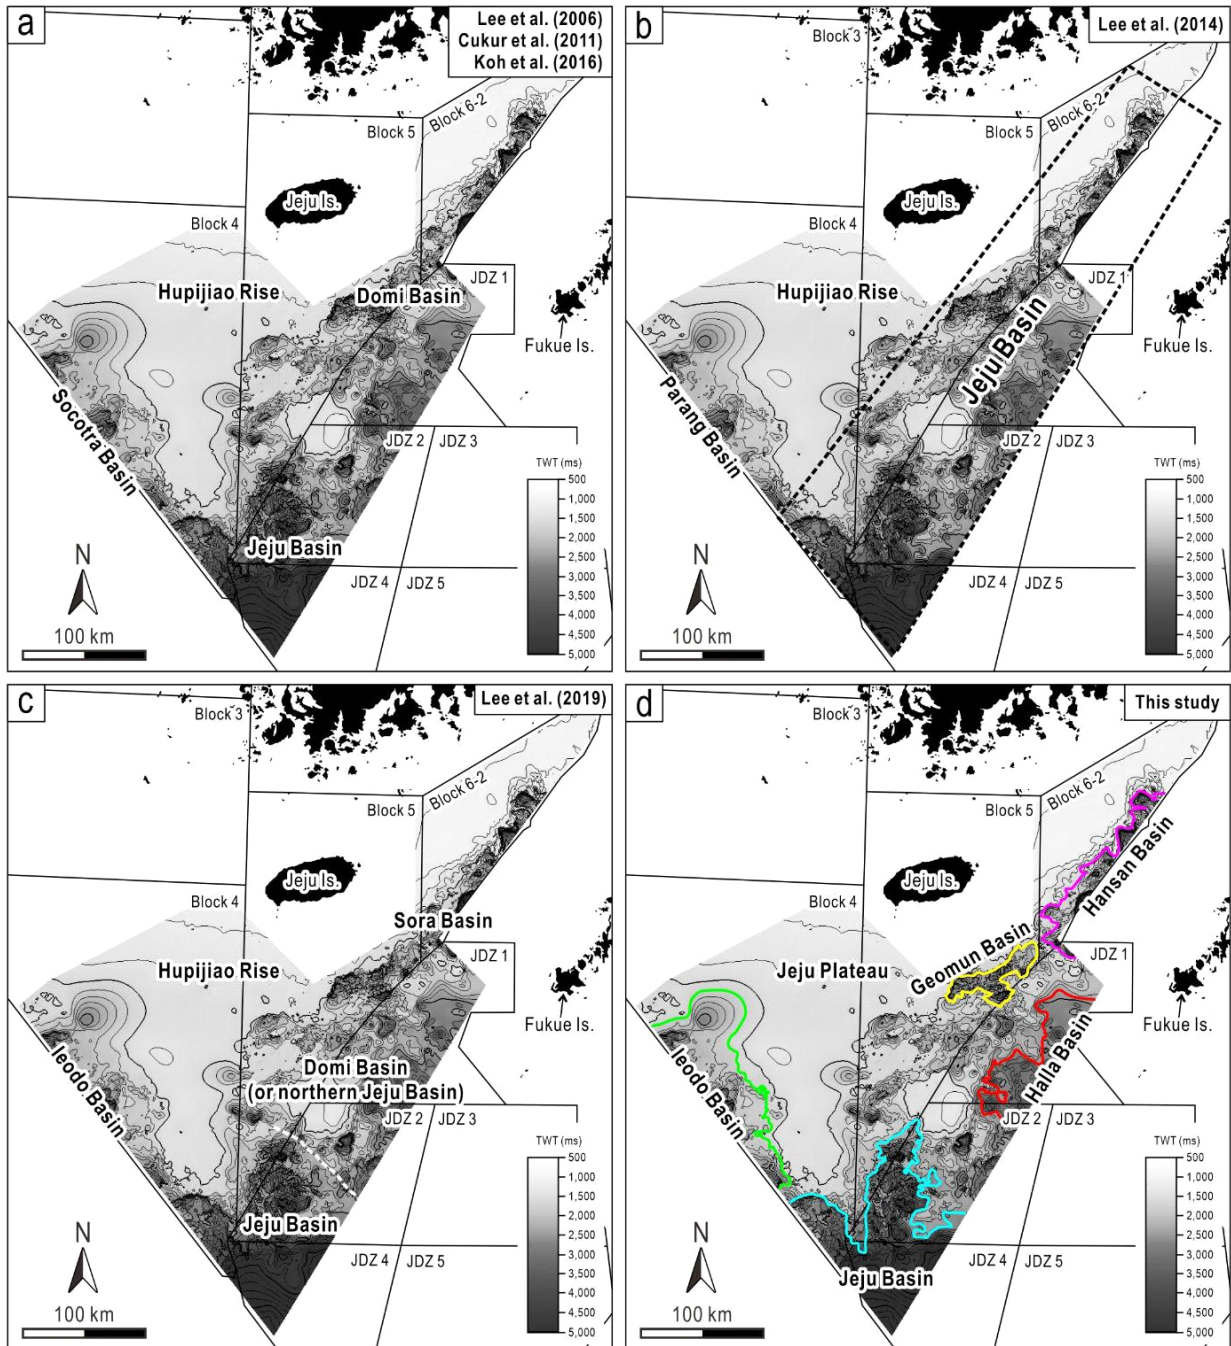 a
Lee et al. (2006)
Cukur et al. (2011)
Koh et al. (2016)
Block 6-2
Block 5
Jeju Is.
Block 4
JDZ 1
Hupijiao Rise
Domi Basin
Fukue Is.
Socotra Basin
JDZ 2
JDZ 3
TWT (ms)
500
1,000
1,500
2,000
2,500
3,000
3,500
4,000
4,500
5,000
Jeju Basin
N
JDZ 4
JDZ 5
100 km
b
Lee et al. (2014)
Block 3
Block 6-2
Block 5
Jeju Is.
Block 4
JDZ 1
Hupijiao Rise
Jeju Basin
Fukue Is.
Parang Basin
JDZ 2
JDZ 3
TWT (ms)
500
1,000
1,500
2,000
2,500
3,000
3,500
4,000
4,500
5,000
N
JDZ 4
JDZ 5
100 km
c
Lee et al. (2019)
Block 3
Block 6-2
Block 5
Jeju Is.
Block 4
Sora Basin
JDZ 1
Hupijiao Rise
Fukue Is.
Ieodo Basin
Domi Basin
(or northern Jeju Basin)
JDZ 2
JDZ 3
TWT (ms)
500
1,000
1,500
2,000
2,500
3,000
3,500
4,000
4,500
5,000
Jeju Basin
N
JDZ 4
JDZ 5
100 km
d
This study
Block 3
Block 6-2
Block 5
Hansan Basin
Jeju Is.
Block 4
Geomun Basin
JDZ 1
Jeju Plateau
Fukue Is.
Ieodo Basin
Halla Basin
JDZ 2
JDZ 3
TWT (ms)
500
1,000
1,500
2,000
2,500
3,000
3,500
4,000
4,500
5,000
N
JDZ 4
JDZ 5
Jeju Basin
100 km